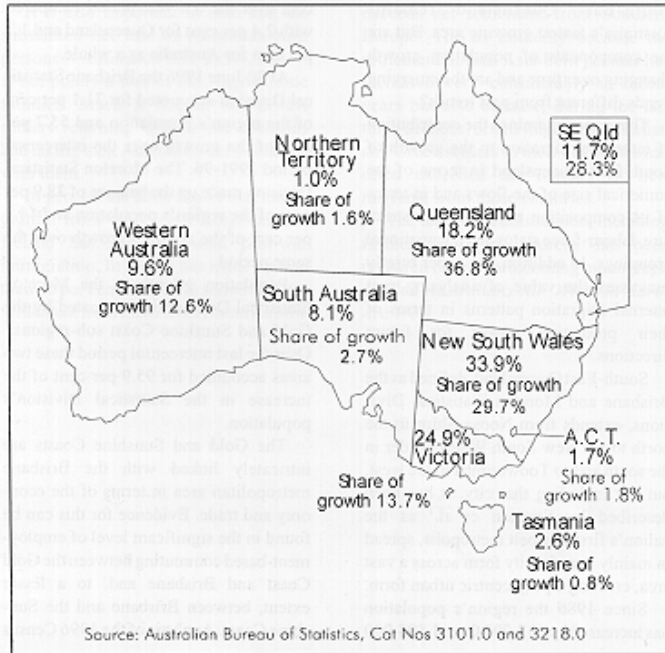 SE Qld
11.7%
28.3%
Northern
Territory
1.0%
Share of
growth 1.6%
Queensland
18.2%
Share of growth
36.8%
Western
Australia
9.6%
Share of
growth 12.6%
South Australia
8.1%
Share of growth
2.7%
New South Wales
33.9%
Share of growth
29.7%
24.9%
Victoria
Share of
growth 13.7%
A.C.T.
1.7%
Share of
growth 1.8%
Tasmania
2.6%
Share of
growth 0.8%
Source: Australian Bureau of Statistics, Cat Nos 3101.0 and 3218.0